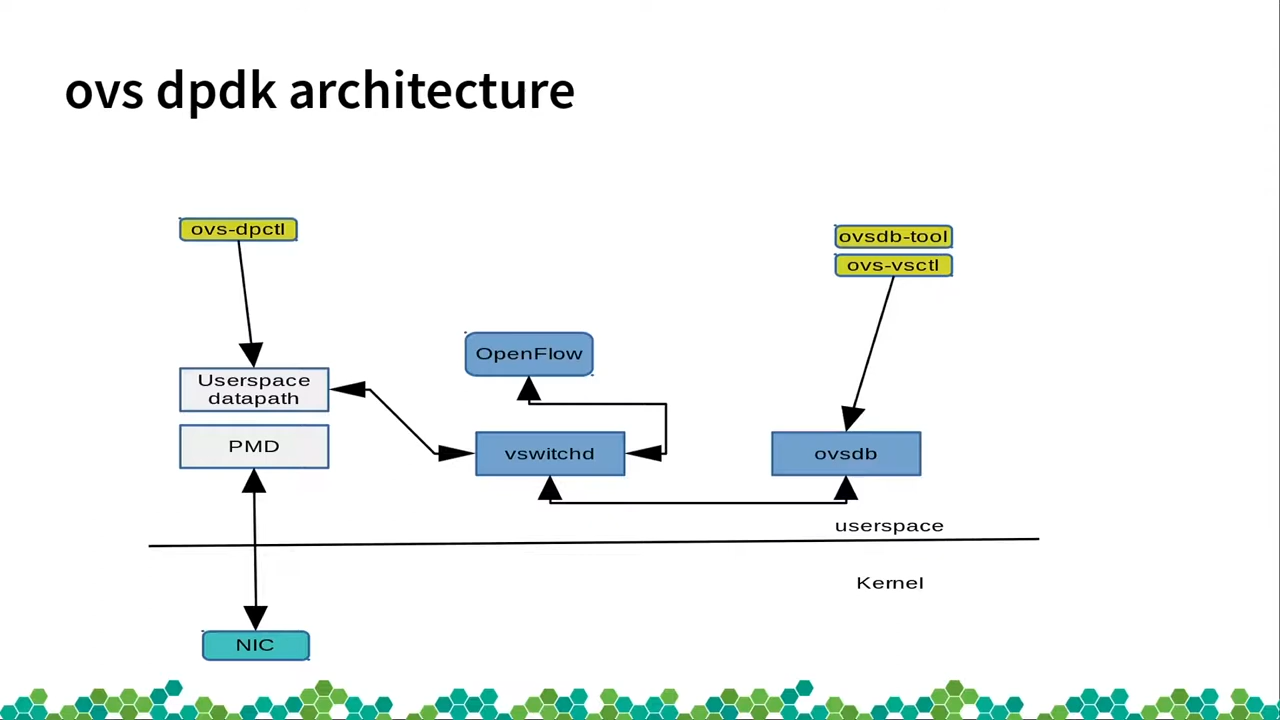 ovs dpdk architecture
ovs-dpctl
ovsdb-tool
ovs-vsctl
OpenFlow
Userspace
datapath
PMD
vswitchd
ovsdb
userspace
Kernel
NIC